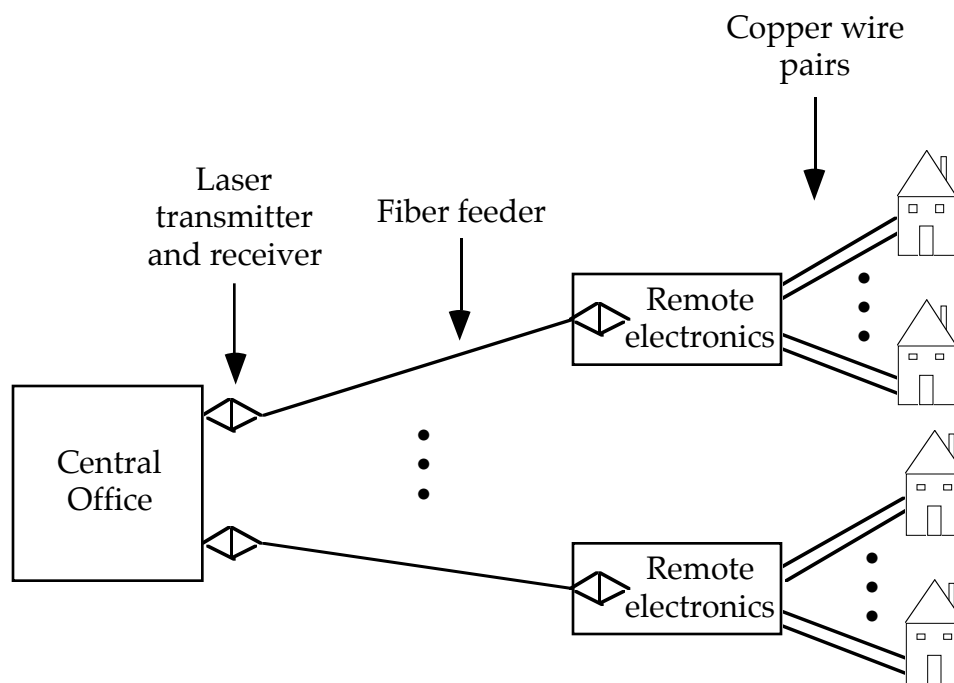 Copper wire
pairs
Laser
transmitter
and receiver
Fiber feeder
Remote
electronics
Central
Office
Remote
electronics